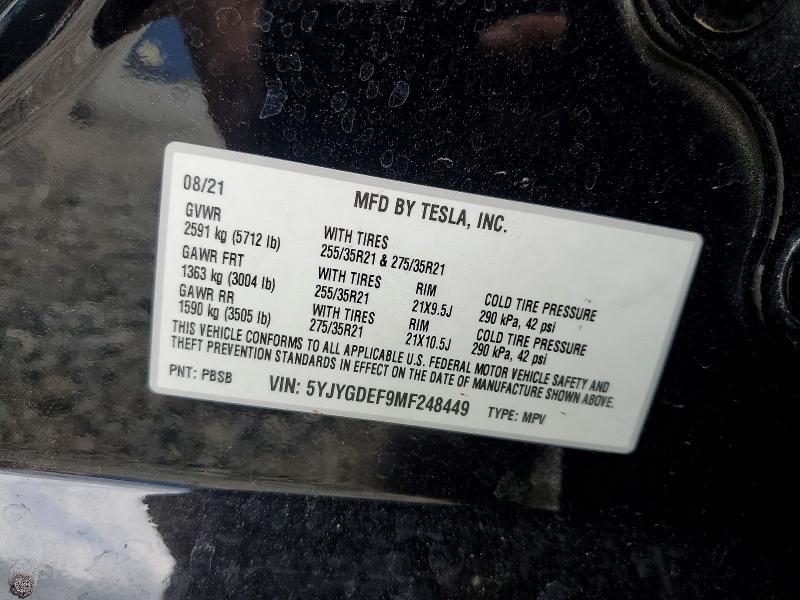 08/21 MFD BY TESLA, INC.
GVWR
2591 kg (5712 lb) WITH TIRES
255/35R21 & 275/35R21
GAWR FRT
1363 kg (3004 lb) WITH TIRES RIM COLD TIRE PRESSURE
255/35R21 21X9.5J 290 kPa, 42 psi
GAWR RR
1590 kg (3505 lb) WITH TIRES RIM COLD TIRE PRESSURE
275/35R21 21X10.5J 290 kPa, 42 psi
THIS VEHICLE CONFORMS TO ALL APPLICABLE U.S. FEDERAL MOTOR VEHICLE SAFETY AND
THEFT PREVENTION STANDARDS IN EFFECT ON THE DATE OF MANUFACTURE SHOWN ABOVE.
PNT: PBSB VIN: 5YJYGDEF9MF248449 TYPE: MPV